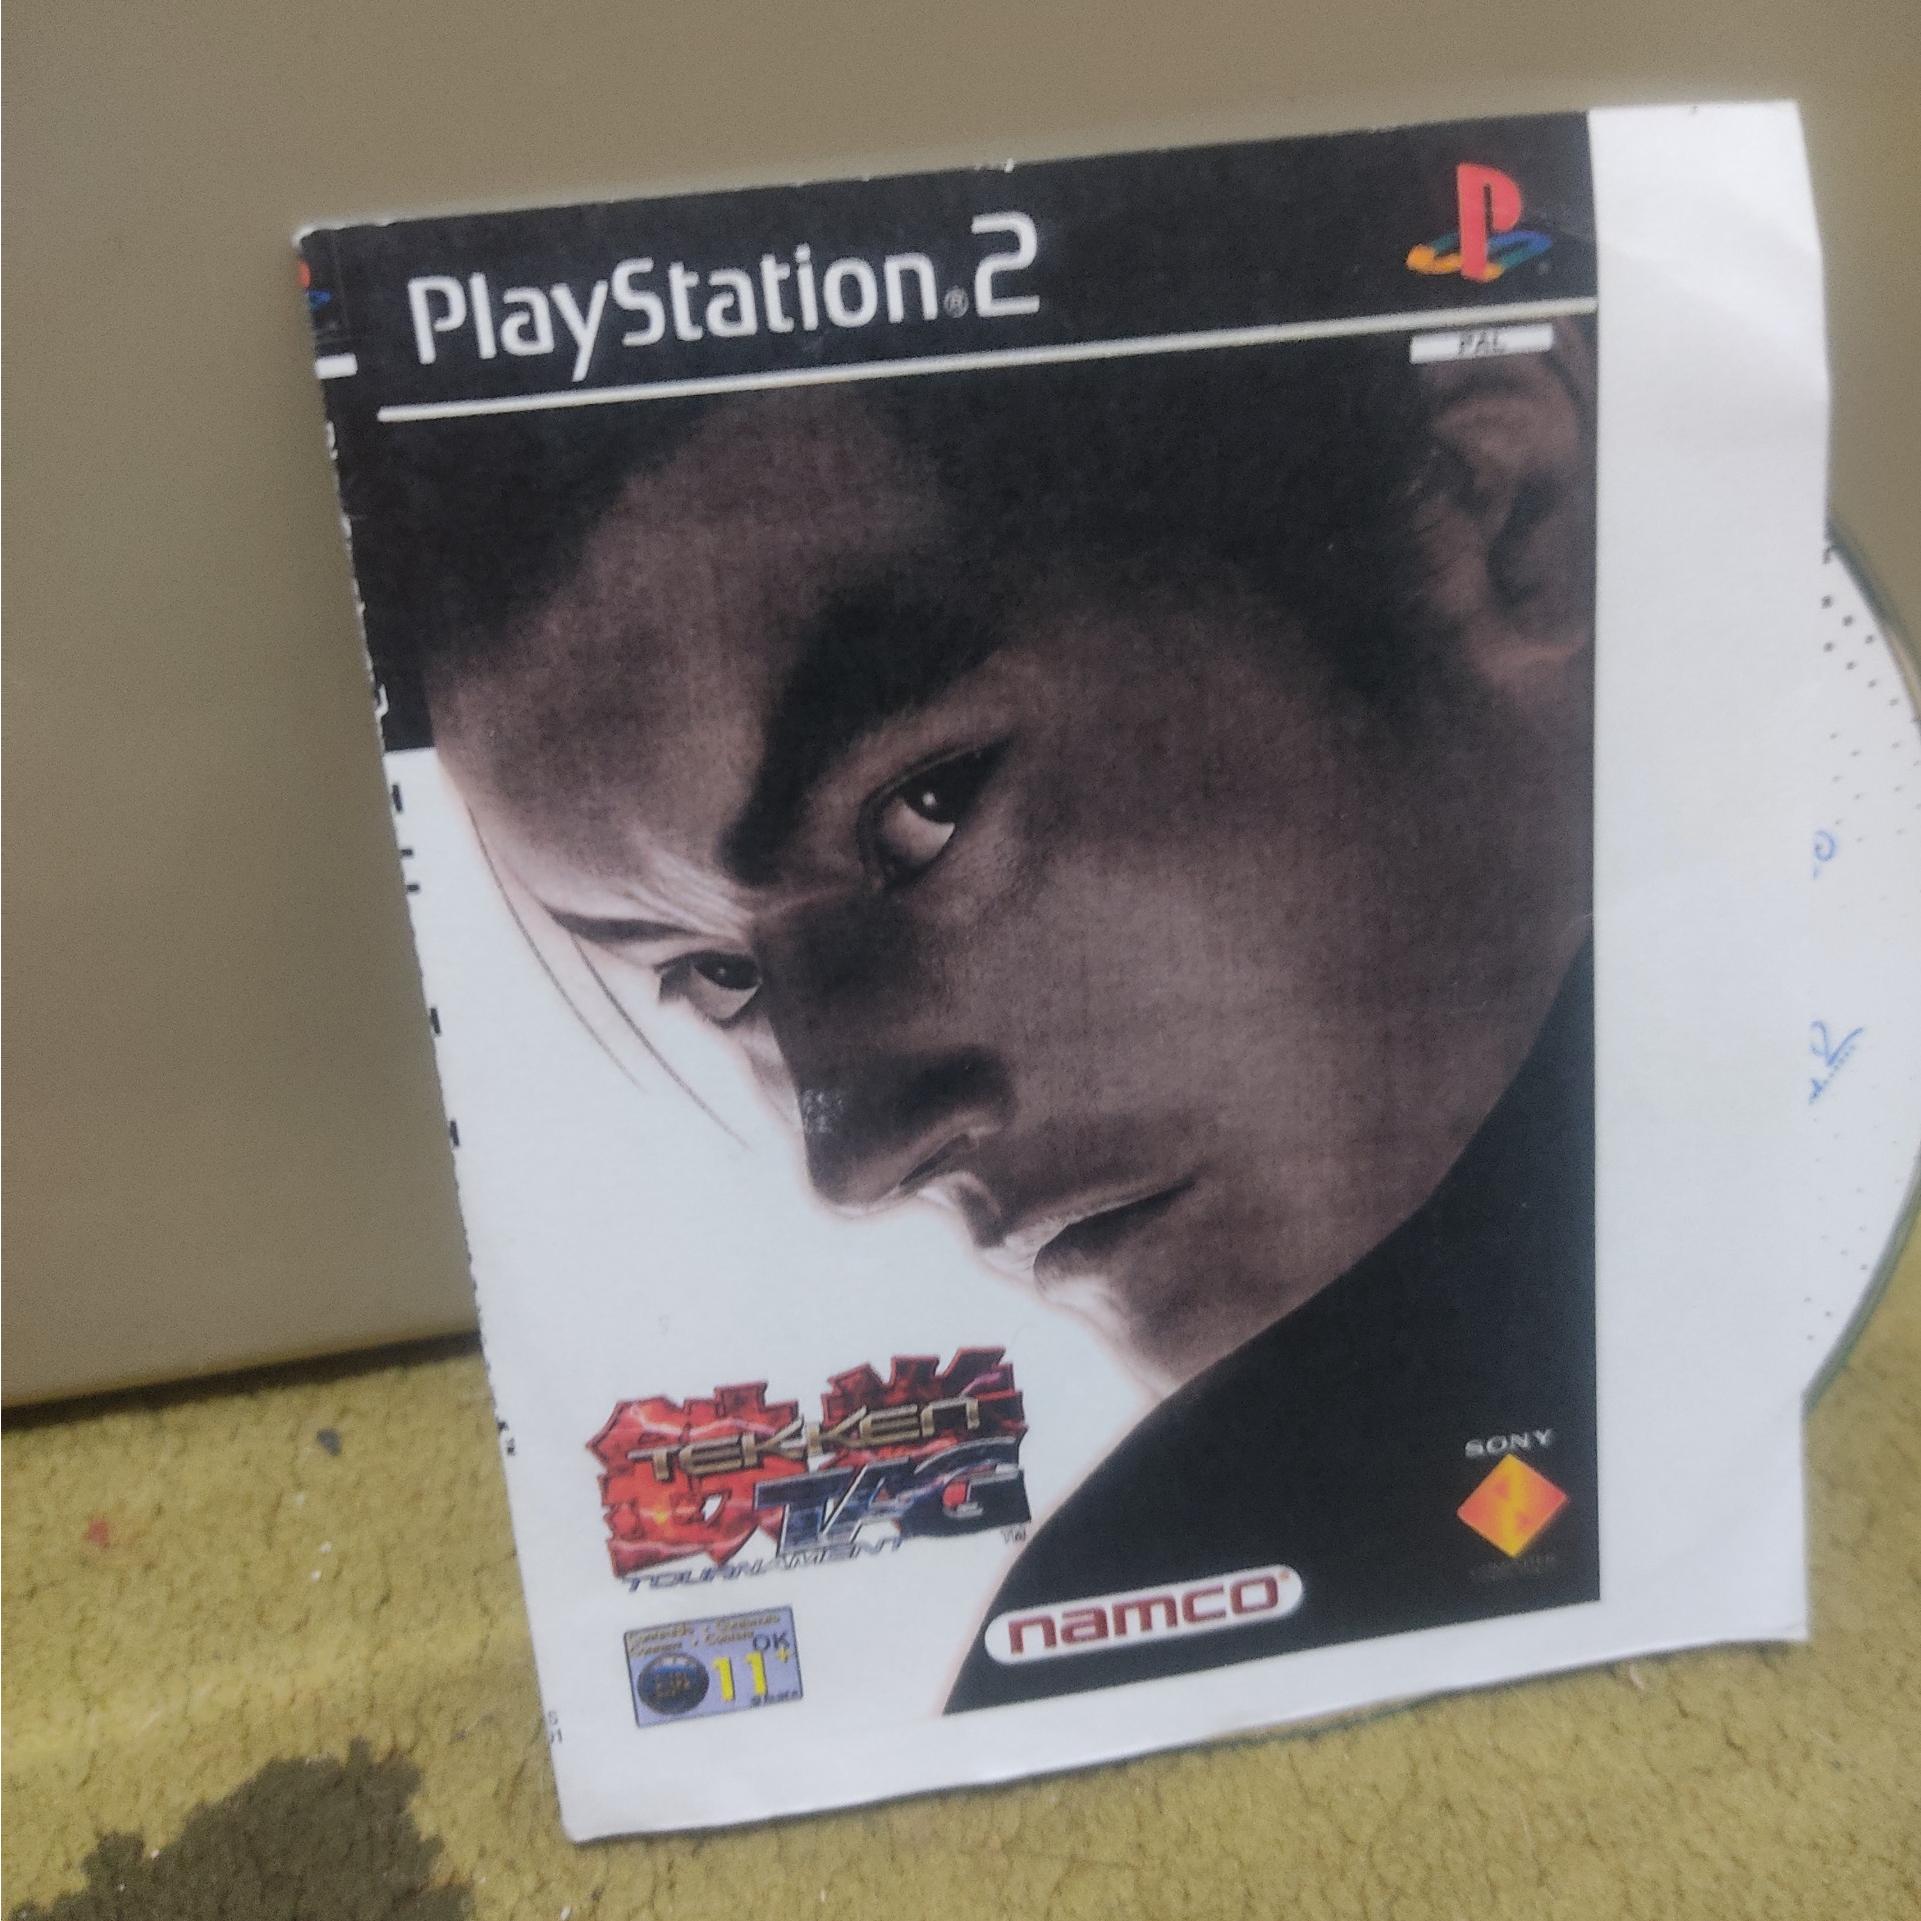 PlayStation®2
PAL
TEKKEN
TAG
TOURNAMENT
TM
SONY
namco
OK
11+